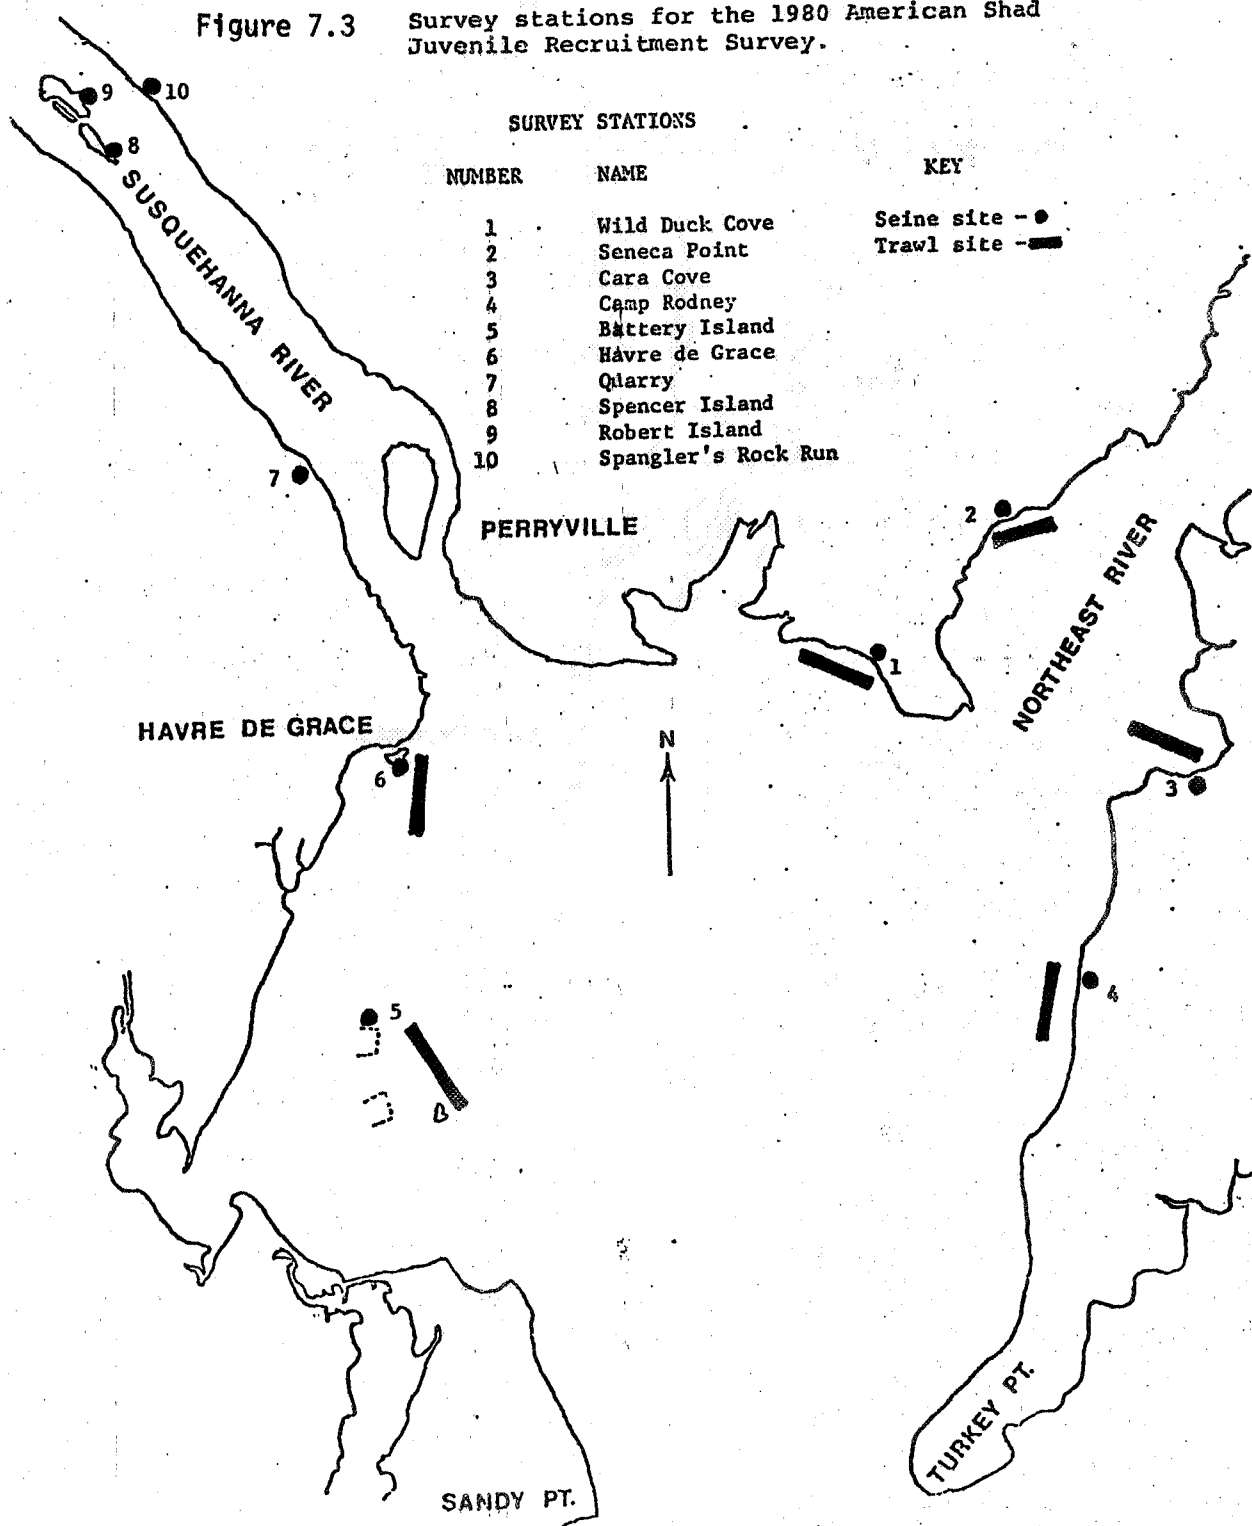 Figure 7.3 Survey stations for the 1980 American Shad
Juvenile Recruitment Survey.
SURVEY STATIONS
NUMBER NAME KEY
1 Wild Duck Cove Seine site -
2 Seneca Point Trawl site -
3 Cara Cove
4 Camp Rodney
5 Battery Island
6 Havre de Grace
7 Quarry
8 Spencer Island
9 Robert Island
10 Spangler's Rock Run
9
10
8
SUSQUEHANNA RIVER
7
PERRYVILLE
2
NORTHEAST RIVER
1
HAVRE DE GRACE
N
6
3
4
5
B
TURKEY PT.
SANDY PT.